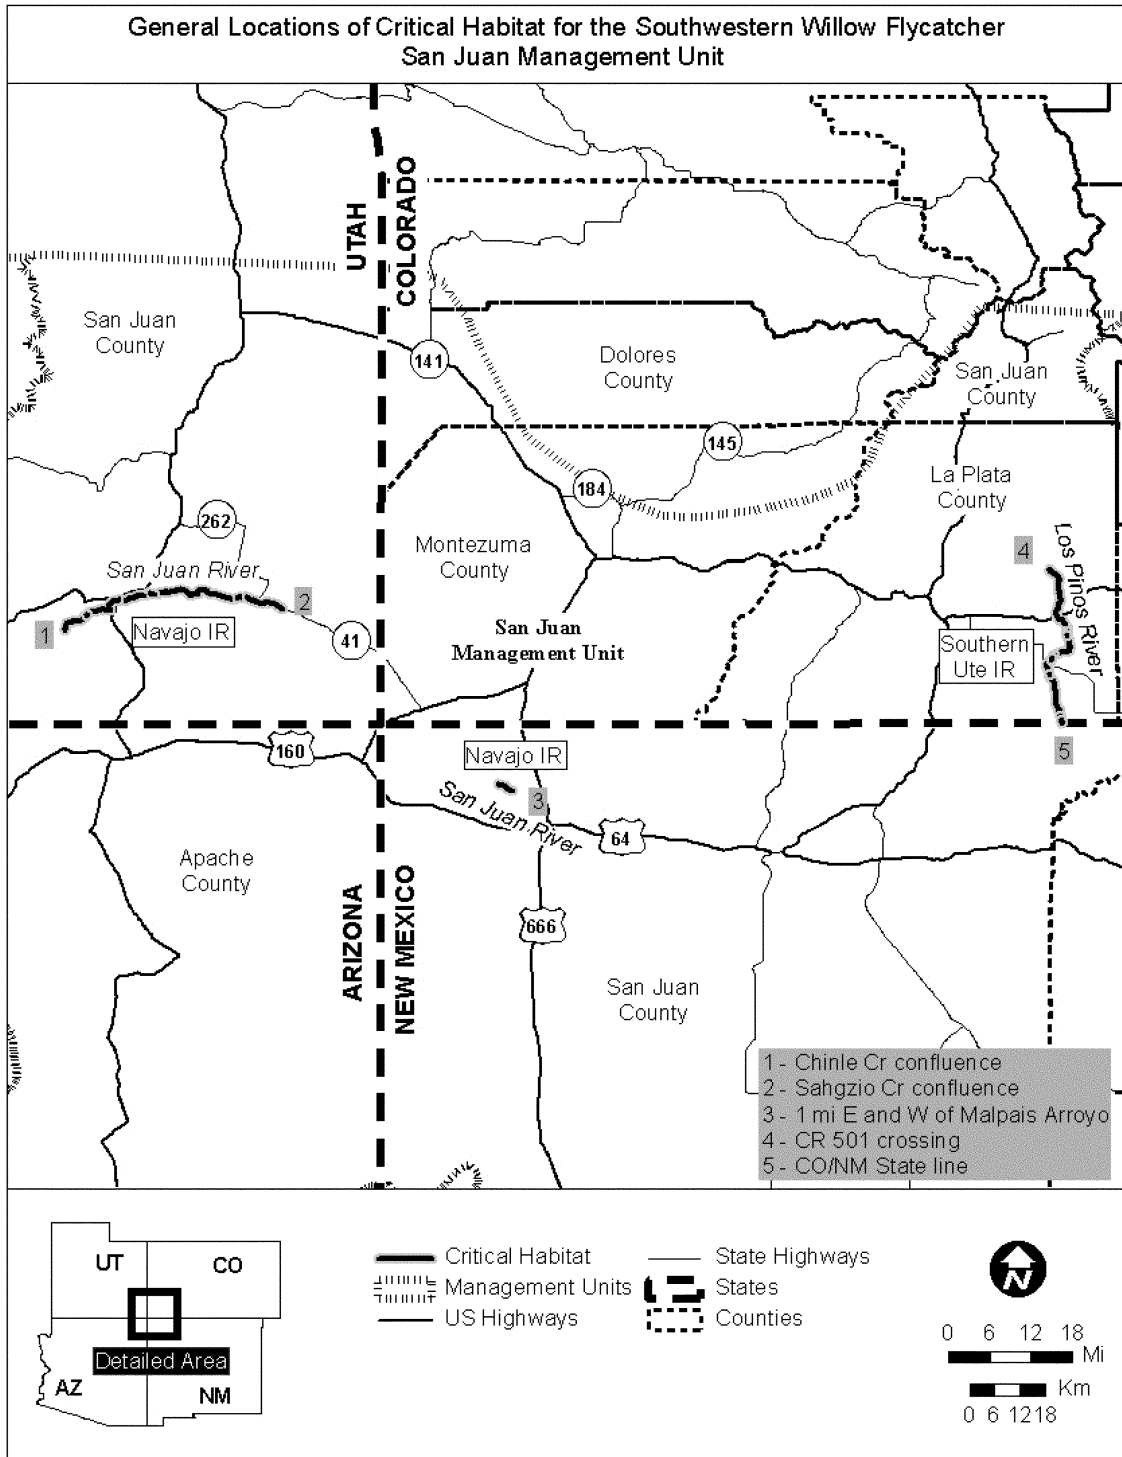 General Locations of Critical Habitat for the Southwestern Willow Flycatcher
San Juan Management Unit
UTAH
COLORADO
San Juan
County
141
Dolores
County
San Juan
County
145
184
La Plata
County
262
Montezuma
County
San Juan River
4
Los Pinos River
2
1
Navajo IR
41
San Juan
Management Unit
Southern
Ute IR
160
Navajo IR
5
3
San Juan River
64
Apache
County
ARIZONA
NEW MEXICO
666
San Juan
County
1 - Chinle Cr confluence
2 - Sahgzio Cr confluence
3 - 1 mi E and W of Malpais Arroyo
4 - CR 501 crossing
5 - CO/NM State line
UT
CO
Detailed Area
AZ
NM
Critical Habitat
Management Units
US Highways
State Highways
States
Counties
N
0 6 12 18
Mi
Km
0 6 1218